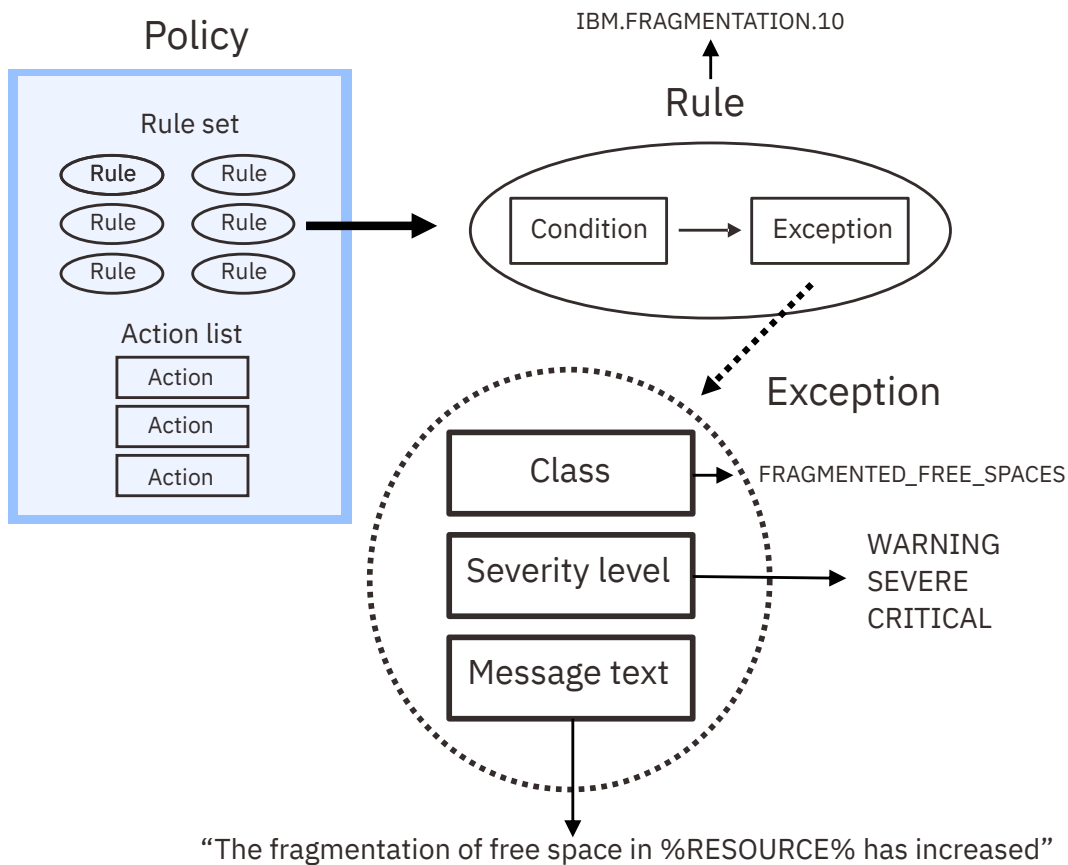 Policy
Rule set
Rule
Rule
Rule
Rule
Rule
Rule
Action list
Action
Action
Action
IBM.FRAGMENTATION.10
Rule
Condition
Exception
Exception
Class
FRAGMENTED_FREE_SPACES
Severity level
WARNING
SEVERE
CRITICAL
Message text
“The fragmentation of free space in %RESOURCE% has increased”